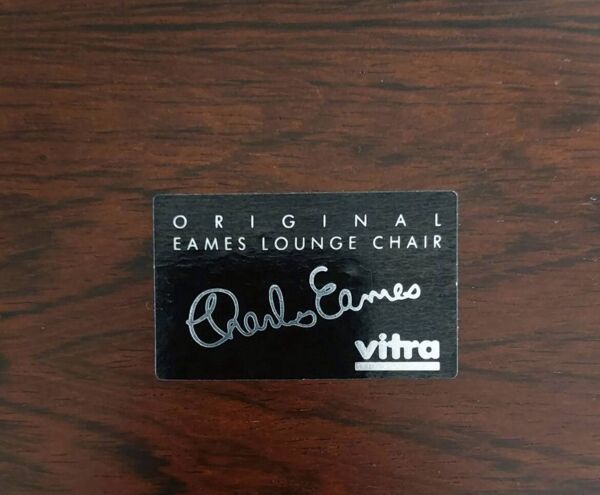 ORIGINAL
EAMES LOUNGE CHAIR
Charles Eames
vitra